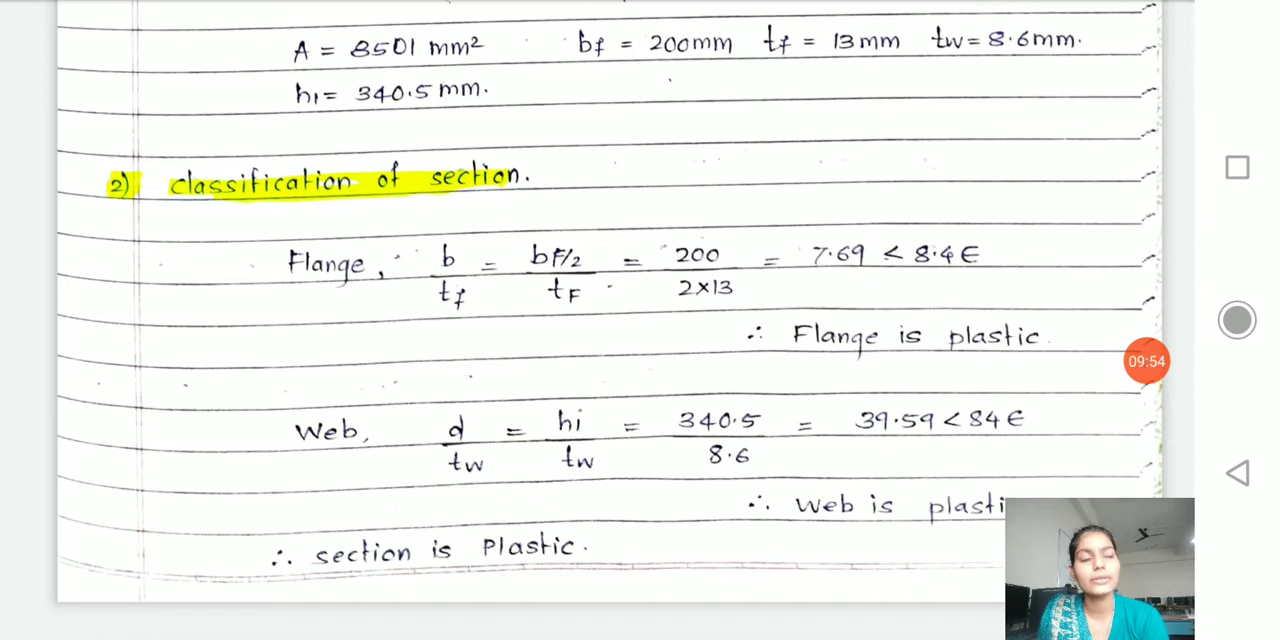 A = 8501 mm² bf = 200mm tf = 13mm tw = 8.6mm.
h1 = 340.5 mm.
2) classification of section.
Flange, b/tf = bF/2/tF = 200/2×13 = 7.69 < 8.4E
∴ Flange is plastic.
09:54
Web, d/tw = hi/tw = 340.5/8.6 = 39.59 < 84E
∴ Web is plasti
∴ section is Plastic.